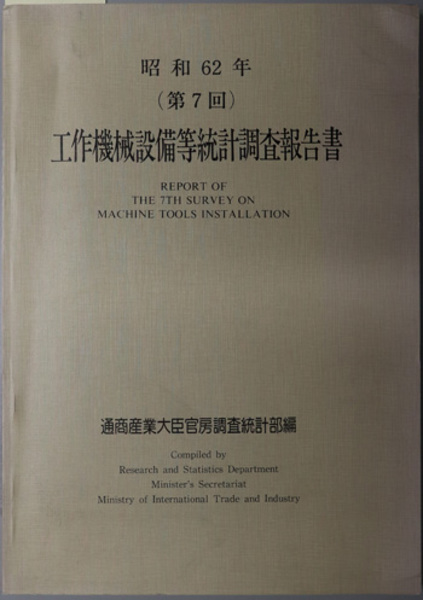 昭和62年
(第7回)
工作機械設備等統計調査報告書
REPORT OF
THE 7TH SURVEY ON
MACHINE TOOLS INSTALLATION
通商産業大臣官房調査統計部編
Compiled by
Research and Statistics Department
Minister's Secretariat
Ministry of International Trade and Industry